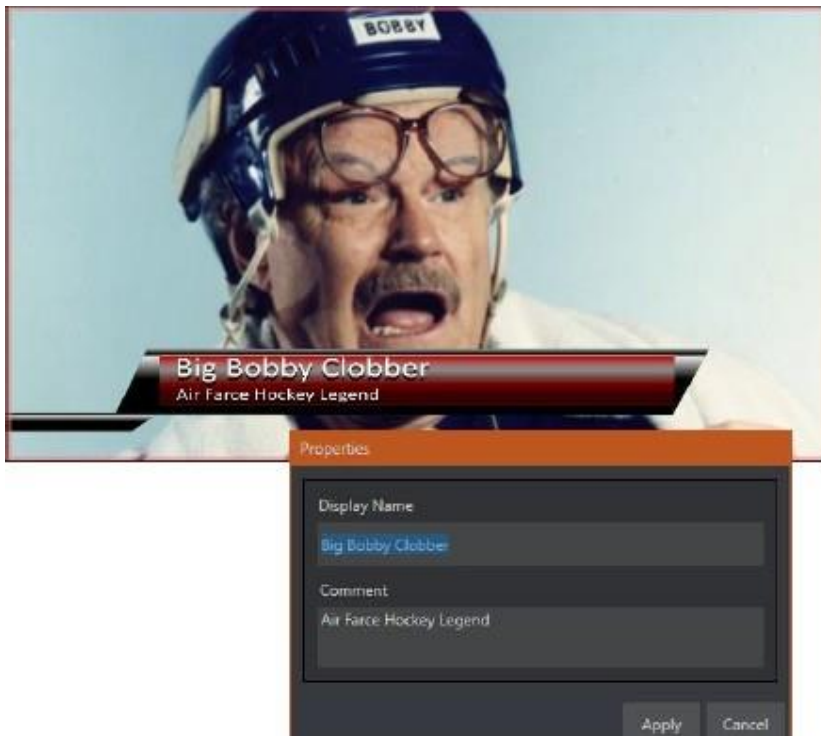 BOBBY
Big Bobby Clobber
Air Farce Hockey Legend
Properties
Display Name
Big Bobby Clobber
Comment
Air Farce Hockey Legend
Apply
Cancel